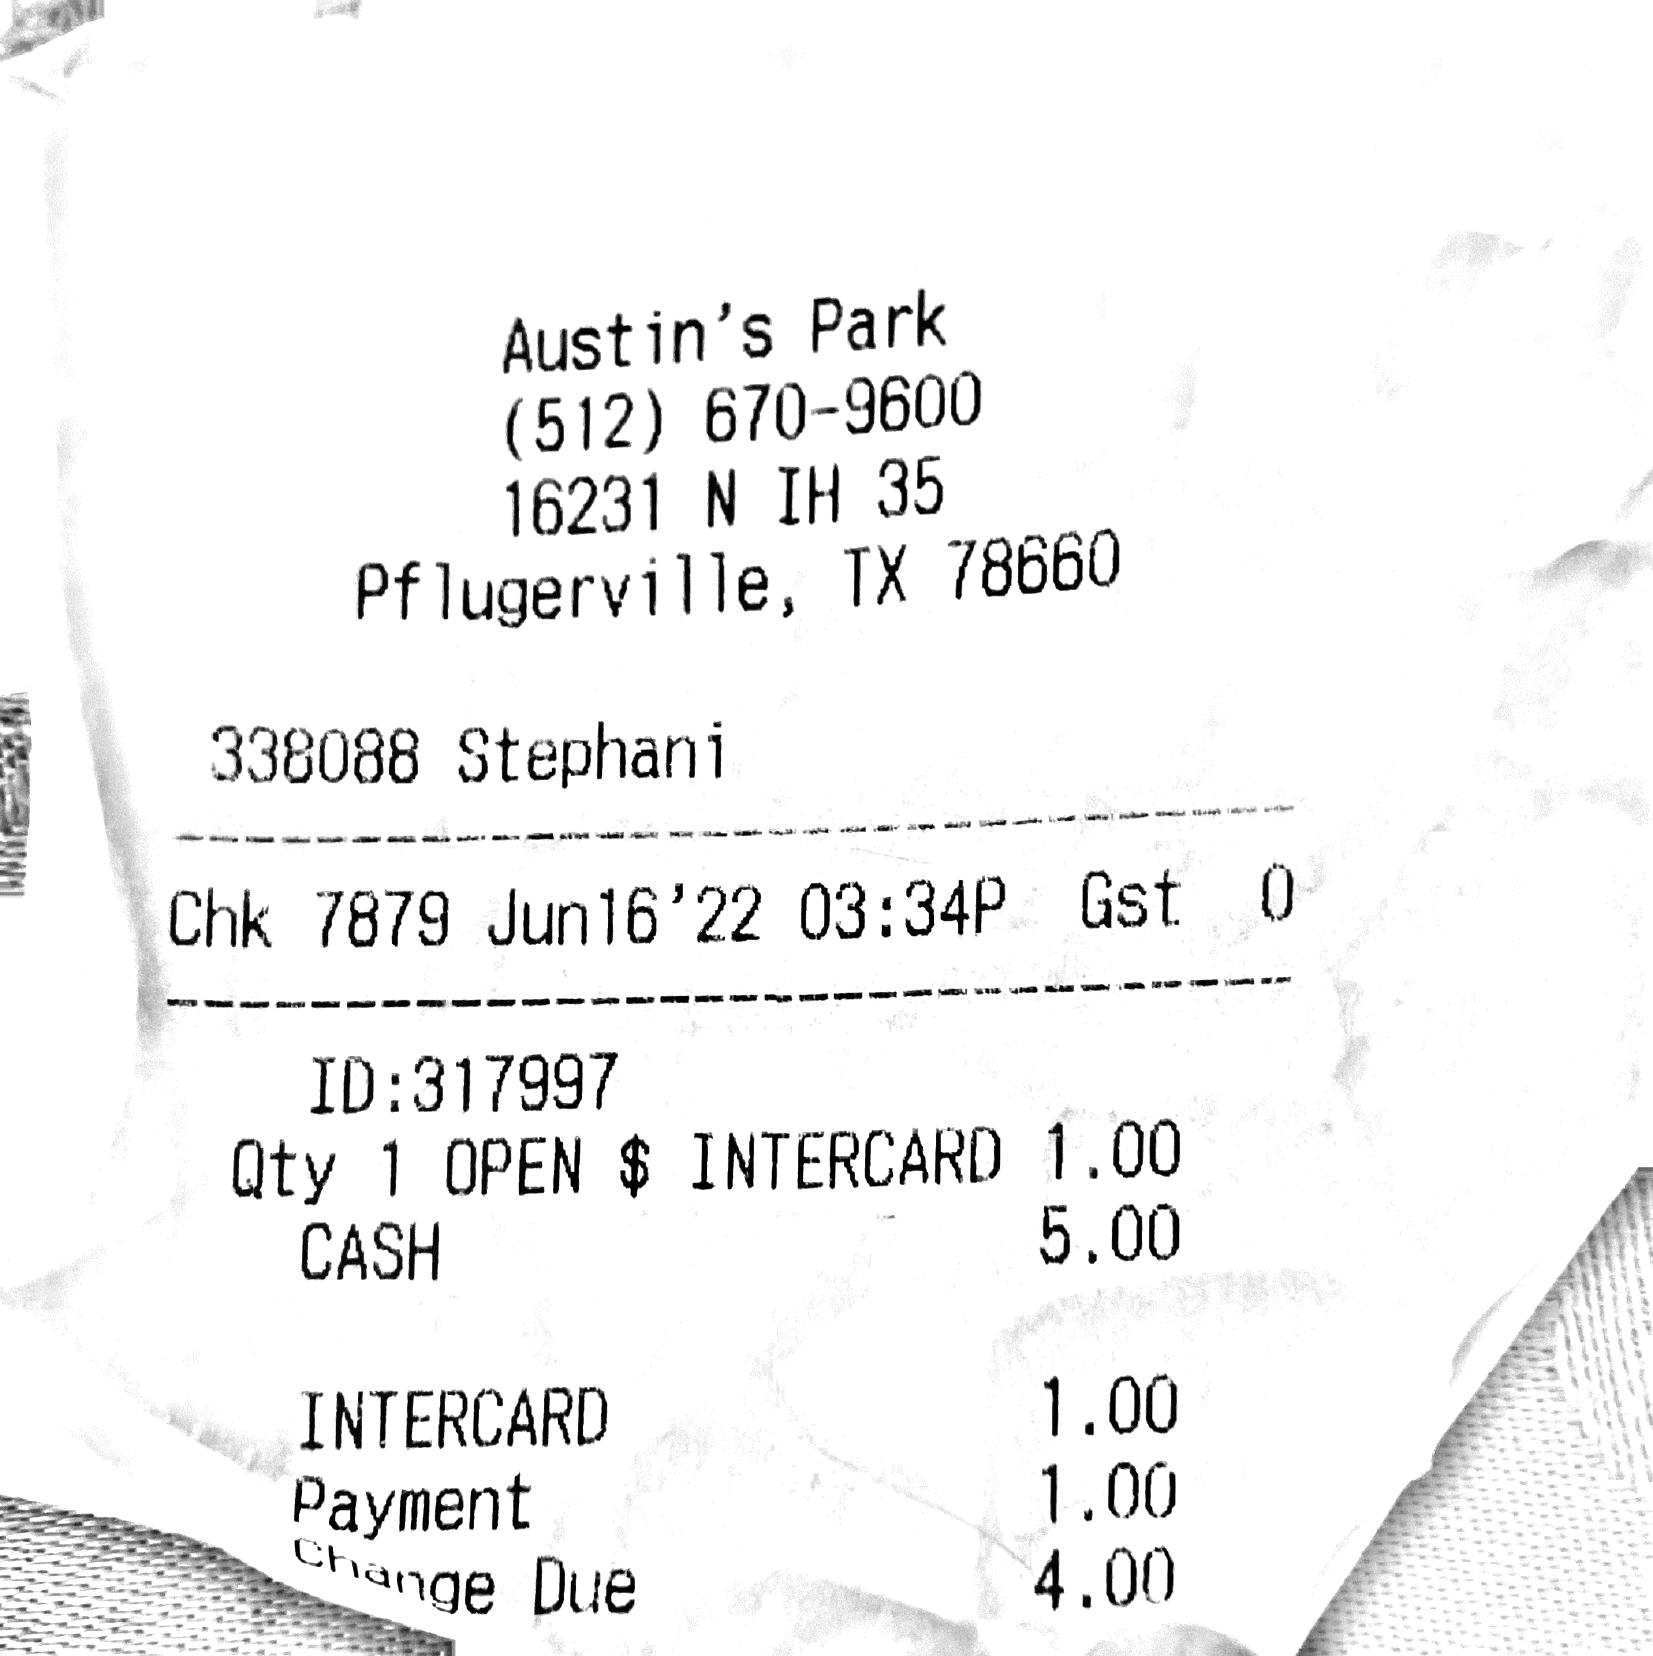 Austin's Park
(512) 670-9600
16231 N IH 35
Pflugerville, TX 78660
338088 Stephani
Chk 7879 Jun16'22 03:34P Gst 0
ID:317997
Qty 1 OPEN $ INTERCARD 1.00
CASH 5.00
INTERCARD 1.00
Payment 1.00
Change Due 4.00